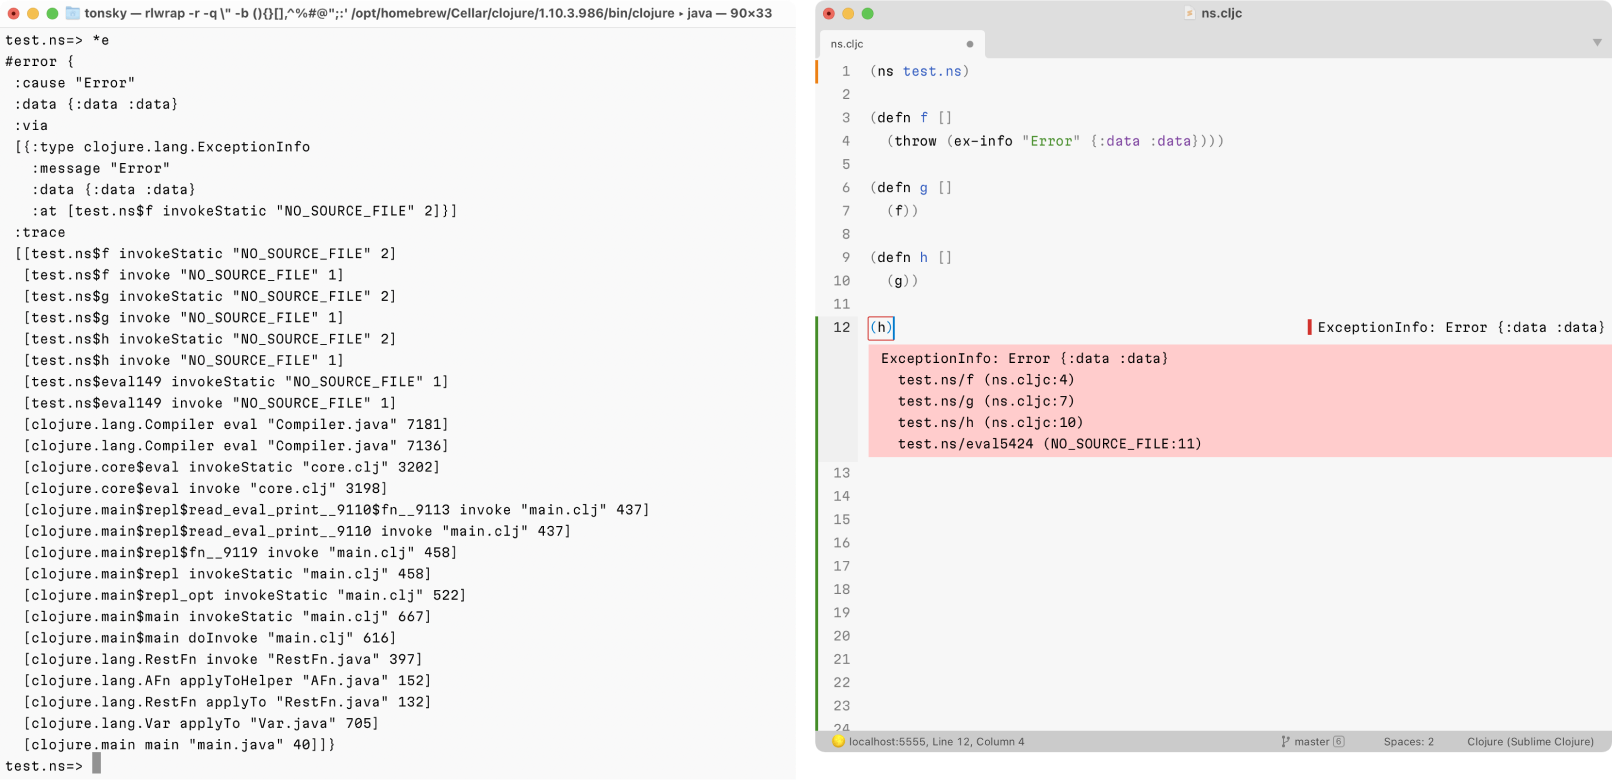 tonsky — rlwrap -r -q \" -b (){}[],^%#@";:' /opt/homebrew/Cellar/clojure/1.10.3.986/bin/clojure ▸ java — 90×33
test.ns=> *e
#error {
 :cause "Error"
 :data {:data :data}
 :via
 [{:type clojure.lang.ExceptionInfo
   :message "Error"
   :data {:data :data}
   :at [test.ns$f invokeStatic "NO_SOURCE_FILE" 2]}]
 :trace
 [[test.ns$f invokeStatic "NO_SOURCE_FILE" 2]
  [test.ns$f invoke "NO_SOURCE_FILE" 1]
  [test.ns$g invokeStatic "NO_SOURCE_FILE" 2]
  [test.ns$g invoke "NO_SOURCE_FILE" 1]
  [test.ns$h invokeStatic "NO_SOURCE_FILE" 2]
  [test.ns$h invoke "NO_SOURCE_FILE" 1]
  [test.ns$eval149 invokeStatic "NO_SOURCE_FILE" 1]
  [test.ns$eval149 invoke "NO_SOURCE_FILE" 1]
  [clojure.lang.Compiler eval "Compiler.java" 7181]
  [clojure.lang.Compiler eval "Compiler.java" 7136]
  [clojure.core$eval invokeStatic "core.clj" 3202]
  [clojure.core$eval invoke "core.clj" 3198]
  [clojure.main$repl$read_eval_print__9110$fn__9113 invoke "main.clj" 437]
  [clojure.main$repl$read_eval_print__9110 invoke "main.clj" 437]
  [clojure.main$repl$fn__9119 invoke "main.clj" 458]
  [clojure.main$repl invokeStatic "main.clj" 458]
  [clojure.main$repl_opt invokeStatic "main.clj" 522]
  [clojure.main$main invokeStatic "main.clj" 667]
  [clojure.main$main doInvoke "main.clj" 616]
  [clojure.lang.RestFn invoke "RestFn.java" 397]
  [clojure.lang.AFn applyToHelper "AFn.java" 152]
  [clojure.lang.RestFn applyTo "RestFn.java" 132]
  [clojure.lang.Var applyTo "Var.java" 705]
  [clojure.main main "main.java" 40]]}
test.ns=>
ns.cljc
ns.cljc
1 (ns test.ns)
2
3 (defn f []
4   (throw (ex-info "Error" {:data :data})))
5
6 (defn g []
7   (f))
8
9 (defn h []
10   (g))
11
12 (h) ExceptionInfo: Error {:data :data}
ExceptionInfo: Error {:data :data}
  test.ns/f (ns.cljc:4)
  test.ns/g (ns.cljc:7)
  test.ns/h (ns.cljc:10)
  test.ns/eval5424 (NO_SOURCE_FILE:11)
13
14
15
16
17
18
19
20
21
22
23
24
localhost:5555, Line 12, Column 4 master 6 Spaces: 2 Clojure (Sublime Clojure)